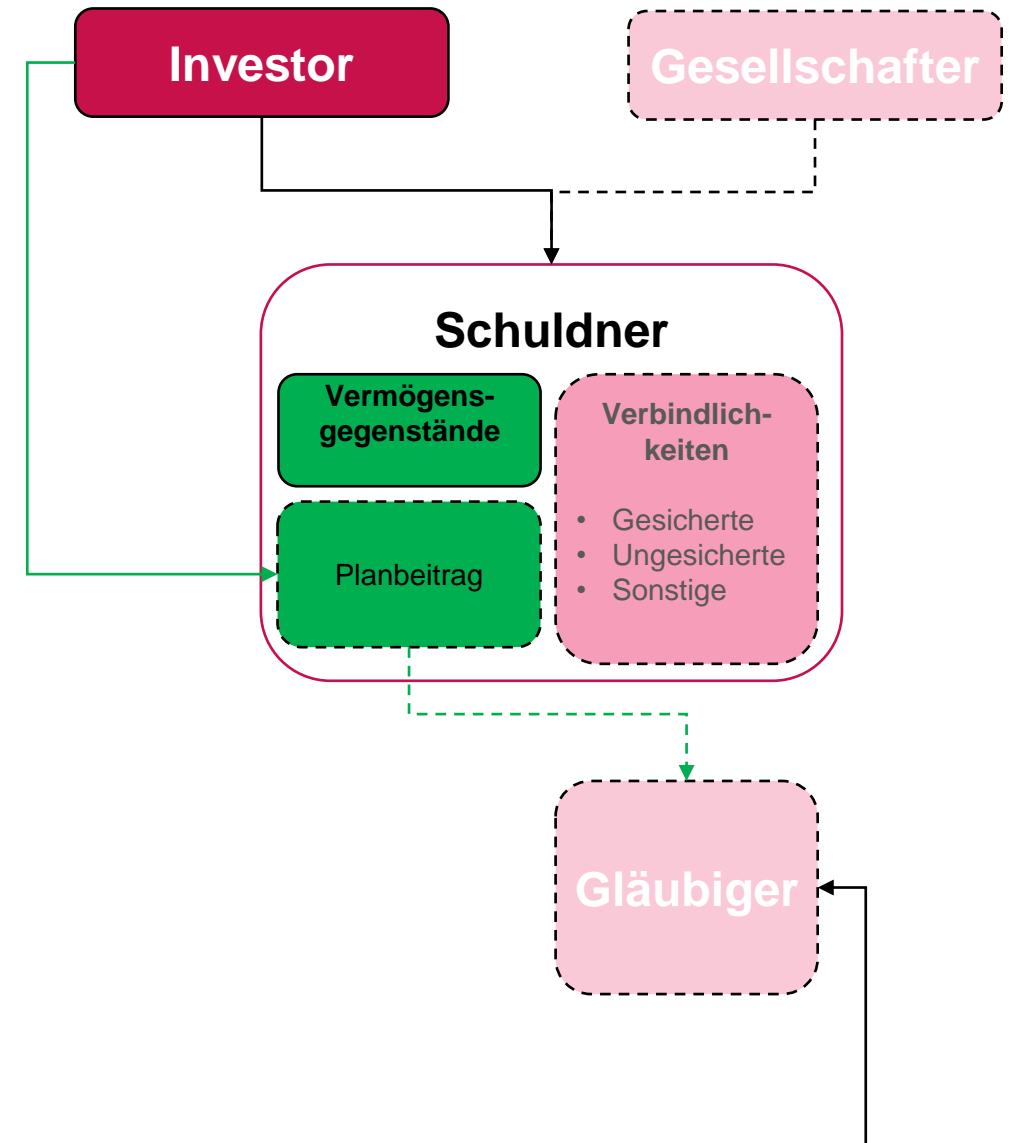 Investor
Gesellschafter
Schuldner
Vermögens-
gegenstände
Verbindlich-
keiten
• Gesicherte
• Ungesicherte
• Sonstige
Planbeitrag
Gläubiger